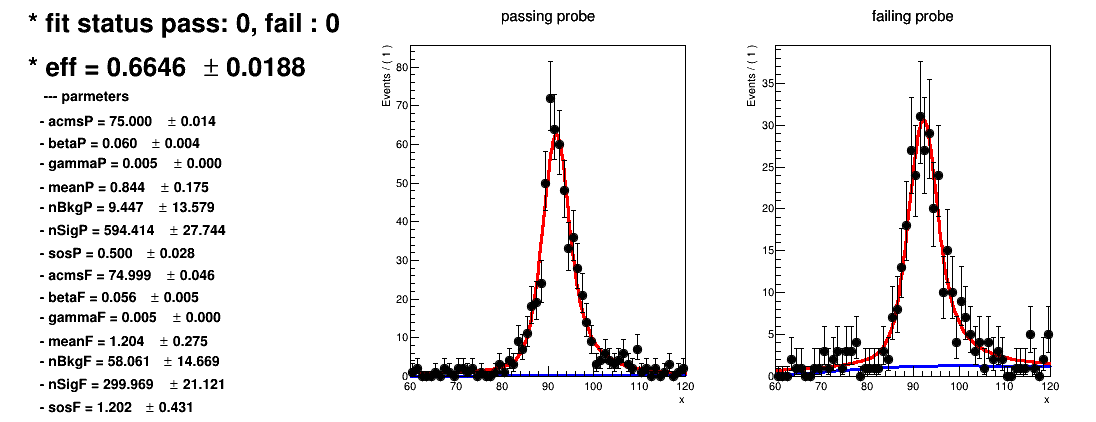 * fit status pass: 0, fail : 0
* eff = 0.6646 ± 0.0188
--- parmeters
- acmsP = 75.000 ± 0.014
- betaP = 0.060 ± 0.004
- gammaP = 0.005 ± 0.000
- meanP = 0.844 ± 0.175
- nBkgP = 9.447 ± 13.579
- nSigP = 594.414 ± 27.744
- sosP = 0.500 ± 0.028
- acmsF = 74.999 ± 0.046
- betaF = 0.056 ± 0.005
- gammaF = 0.005 ± 0.000
- meanF = 1.204 ± 0.275
- nBkgF = 58.061 ± 14.669
- nSigF = 299.969 ± 21.121
- sosF = 1.202 ± 0.431
passing probe
Events / ( 1 )
80
70
60
50
40
30
20
10
0
60 70 80 90 100 110 120
x
failing probe
Events / ( 1 )
35
30
25
20
15
10
5
0
60 70 80 90 100 110 120
x